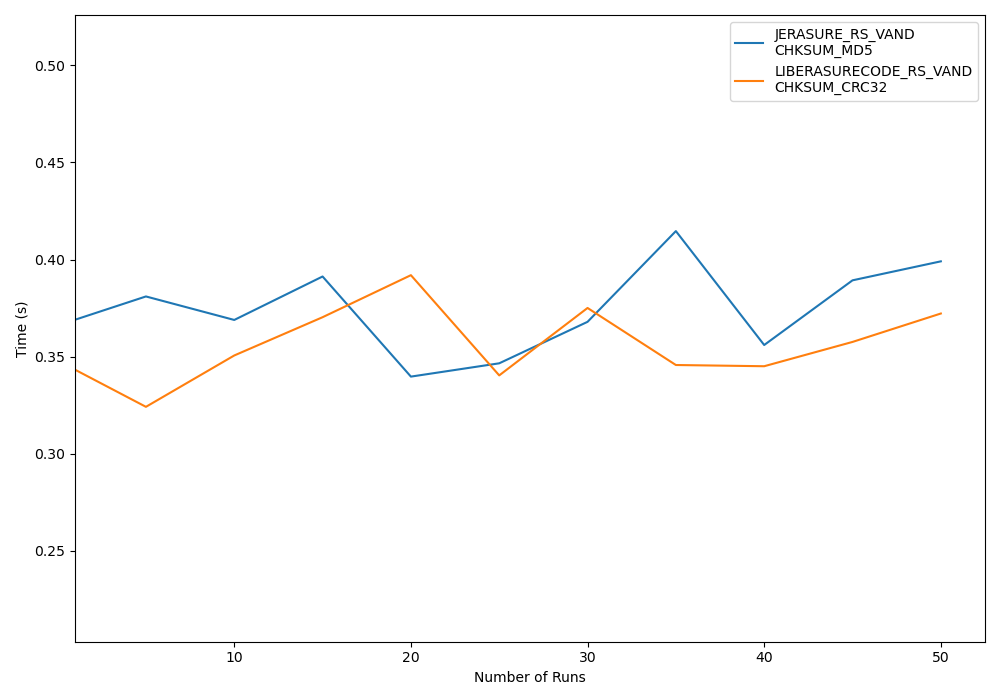 JERASURE_RS_VAND
CHKSUM_MD5
LIBERASURECODE_RS_VAND
CHKSUM_CRC32
0.50
0.45
0.40
0.35
0.30
0.25
Time (s)
10 20 30 40 50
Number of Runs